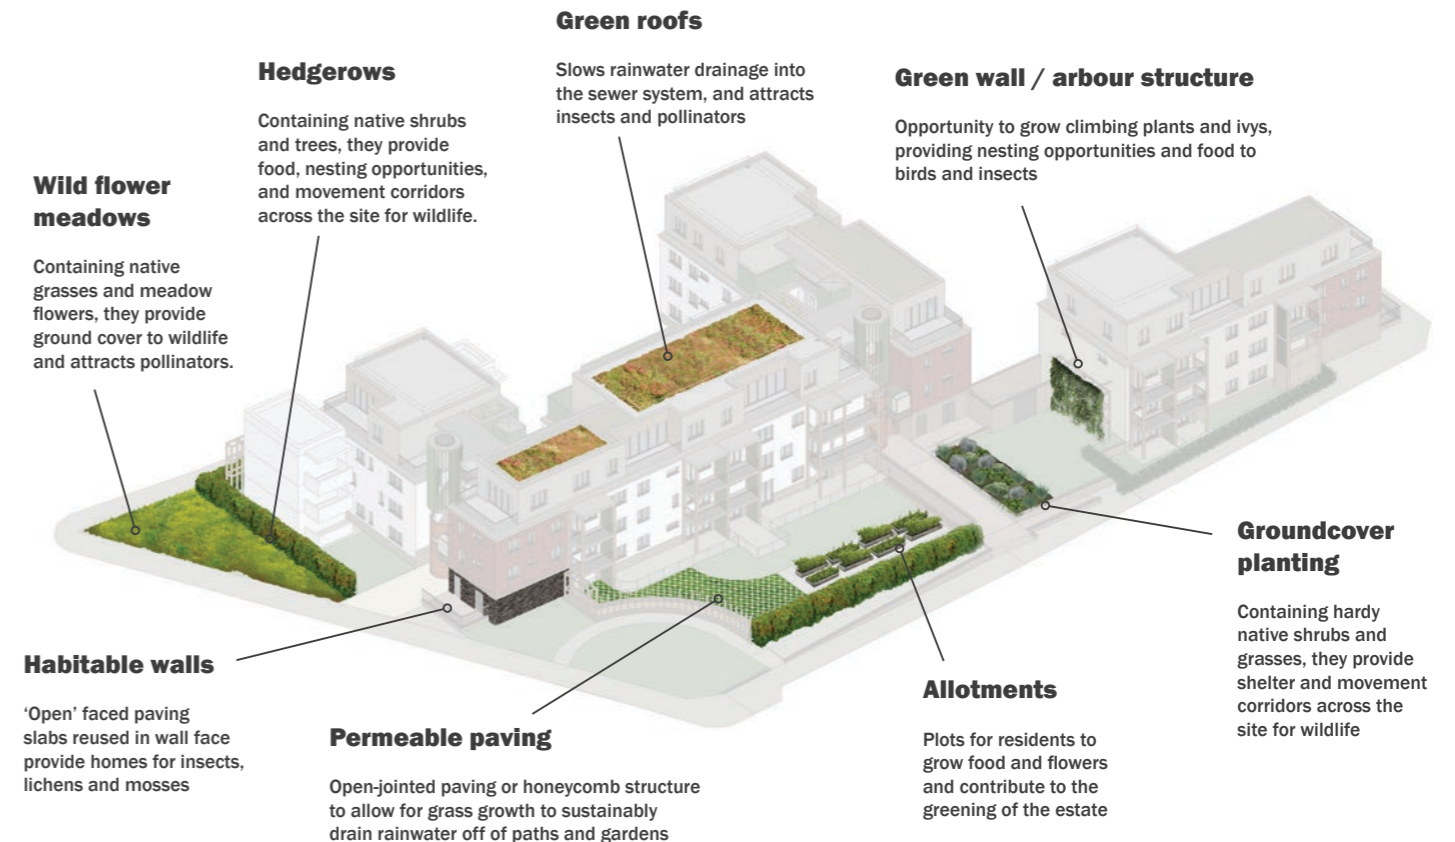 Green roofs
Slows rainwater drainage into
the sewer system, and attracts
insects and pollinators
Hedgerows
Containing native shrubs
and trees, they provide
food, nesting opportunities,
and movement corridors
across the site for wildlife.
Green wall / arbour structure
Opportunity to grow climbing plants and ivys,
providing nesting opportunities and food to
birds and insects
Wild flower
meadows
Containing native
grasses and meadow
flowers, they provide
ground cover to wildlife
and attracts pollinators.
Groundcover
planting
Containing hardy
native shrubs and
grasses, they provide
shelter and movement
corridors across the
site for wildlife
Habitable walls
‘Open’ faced paving
slabs reused in wall face
provide homes for insects,
lichens and mosses
Permeable paving
Open-jointed paving or honeycomb structure
to allow for grass growth to sustainably
drain rainwater off of paths and gardens
Allotments
Plots for residents to
grow food and flowers
and contribute to the
greening of the estate